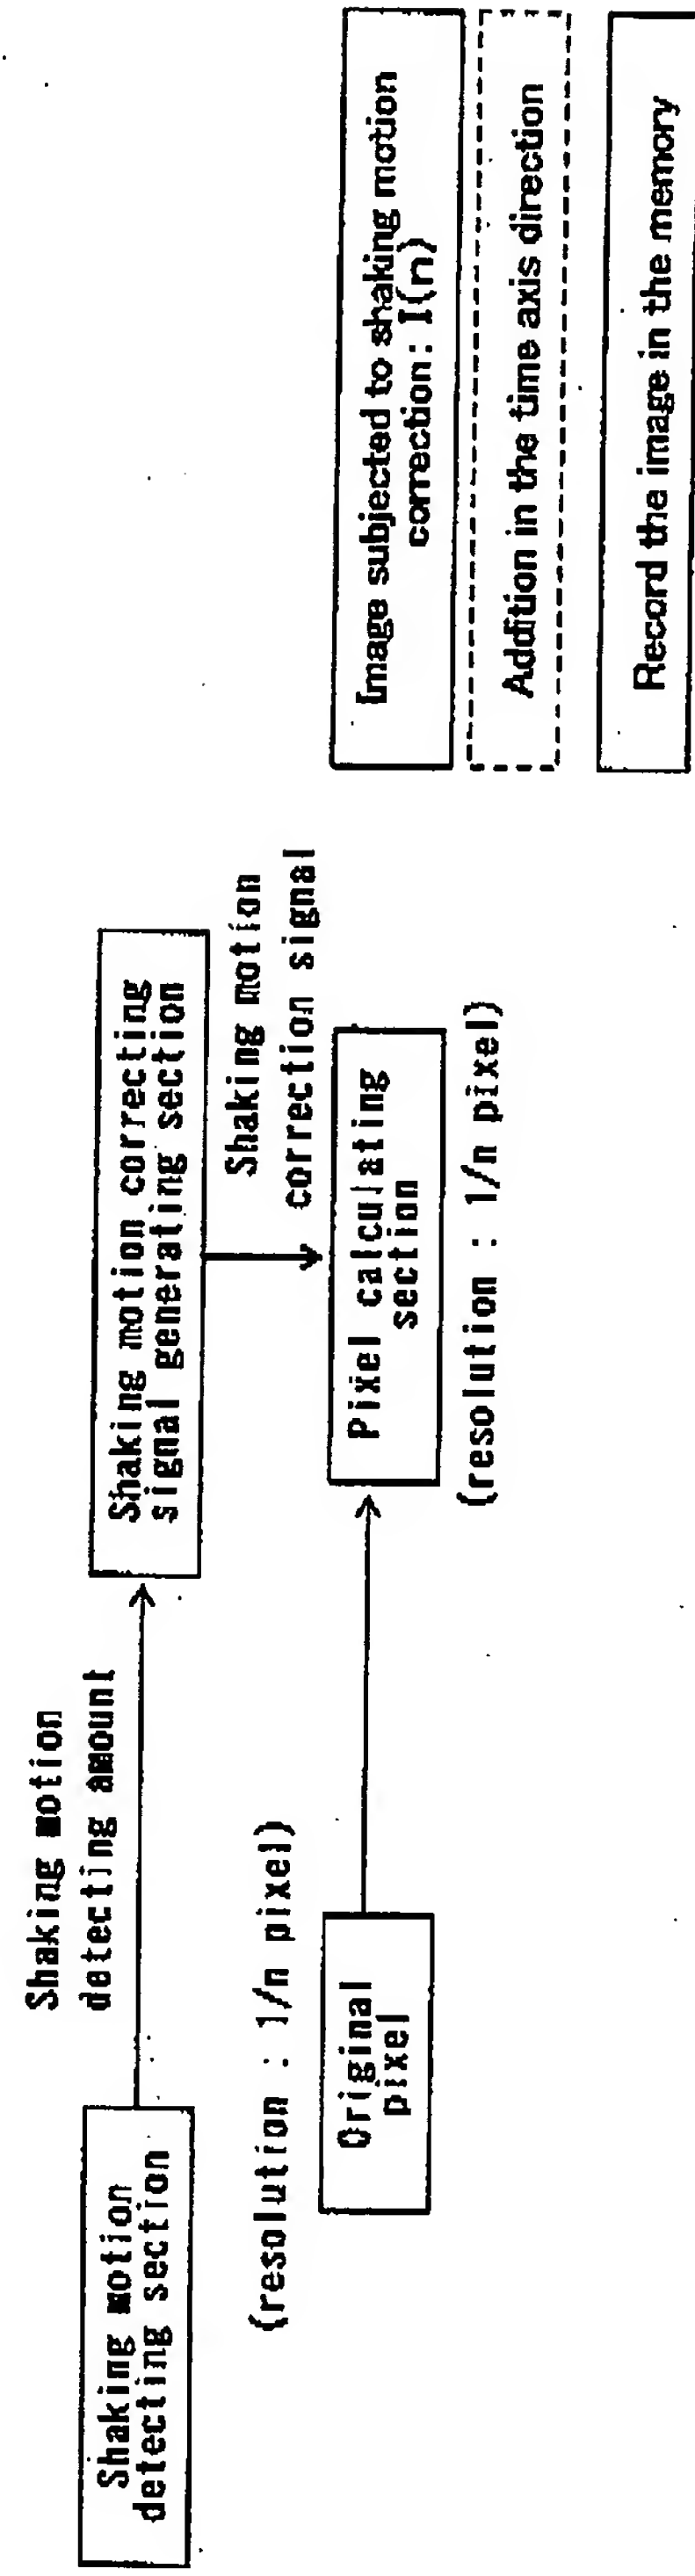 Shaking motion
detecting section
Shaking motion
detecting amount
Shaking motion correcting
signal generating section
Shaking motion
correction signal
(resolution : 1/n pixel)
Original
pixel
Pixel calculating
section
(resolution : 1/n pixel)
Image subjected to shaking motion
correction: I(n)
Addition in the time axis direction
Record the image in the memory